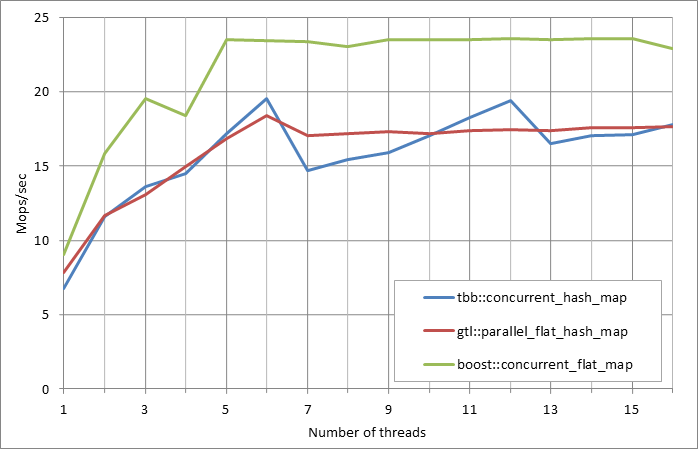 25
20
15
10
5
0
Mops/sec
tbb::concurrent_hash_map
gtl::parallel_flat_hash_map
boost::concurrent_flat_map
1 3 5 7 9 11 13 15
Number of threads